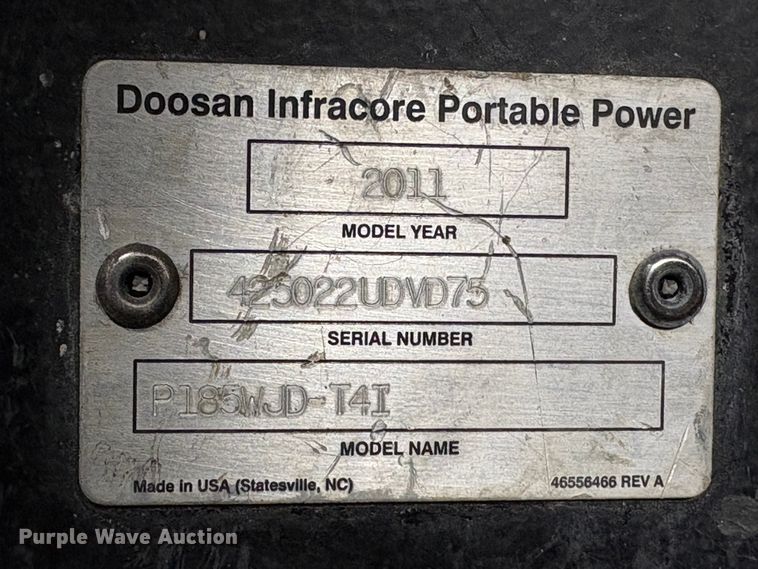 Doosan Infracore Portable Power
2011
MODEL YEAR
425022UDVD75
SERIAL NUMBER
P185WJD-T4I
MODEL NAME
Made in USA (Statesville, NC)
46556466 REV A
Purple Wave Auction